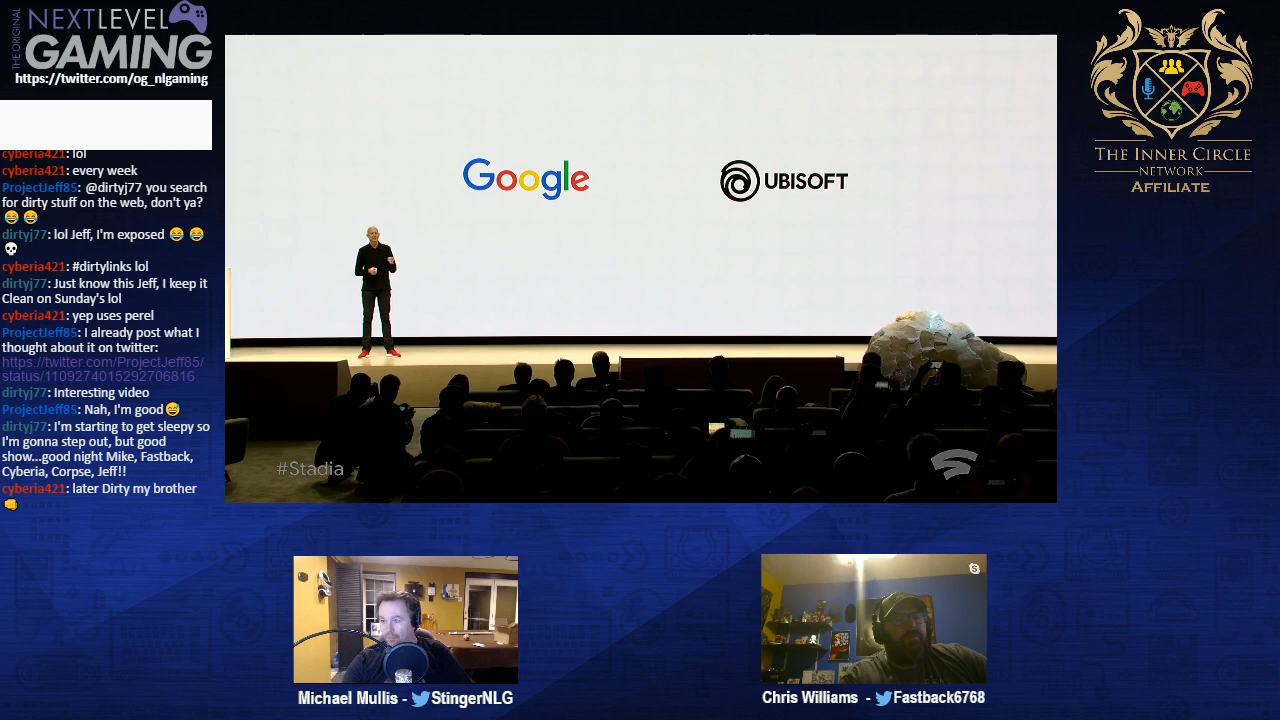 THE ORIGINAL
NEXTLEVEL
GAMING
https://twitter.com/og_nlgaming
cyberia421: lol
cyberia421: every week
ProjectJeff85: @dirtyj77 you search
for dirty stuff on the web, don't ya?
😂 😂
dirtyj77: lol Jeff, I'm exposed 😂 😂
💀
cyberia421: #dirtylinks lol
dirtyj77: Just know this Jeff, I keep it
Clean on Sunday's lol
cyberia421: yep uses perel
ProjectJeff85: I already post what I
thought about it on twitter:
https://twitter.com/ProjectJeff85/
status/1109274015292706816
dirtyj77: Interesting video
ProjectJeff85: Nah, I'm good😅
dirtyj77: I'm starting to get sleepy so
I'm gonna step out, but good
show...good night Mike, Fastback,
Cyberia, Corpse, Jeff!!
cyberia421: later Dirty my brother
👊
Google
UBISOFT
#Stadia
THE INNER CIRCLE
NETWORK
AFFILIATE
Michael Mullis - StingerNLG
Chris Williams - Fastback6768